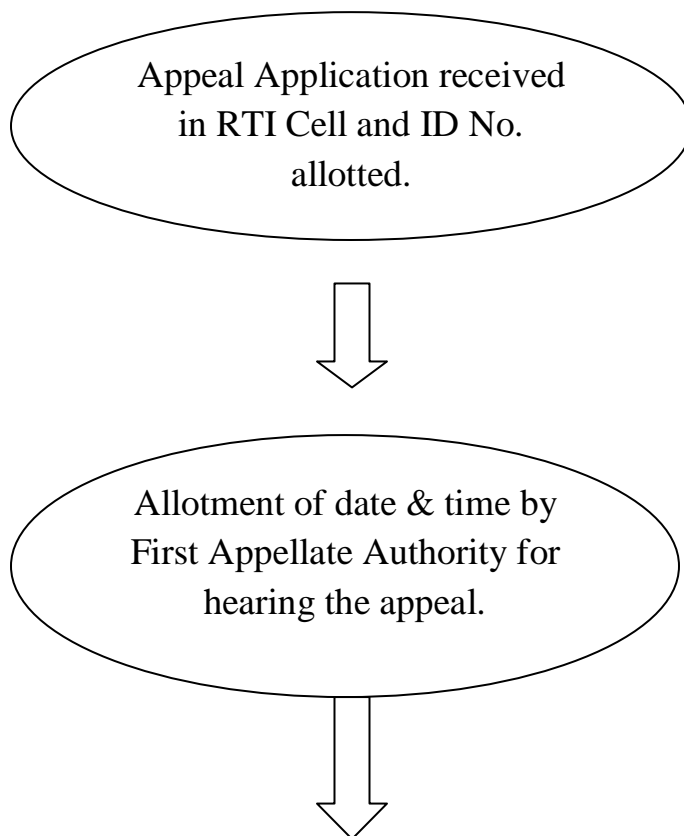 Appeal Application received
in RTI Cell and ID No.
allotted.
Allotment of date & time by
First Appellate Authority for
hearing the appeal.